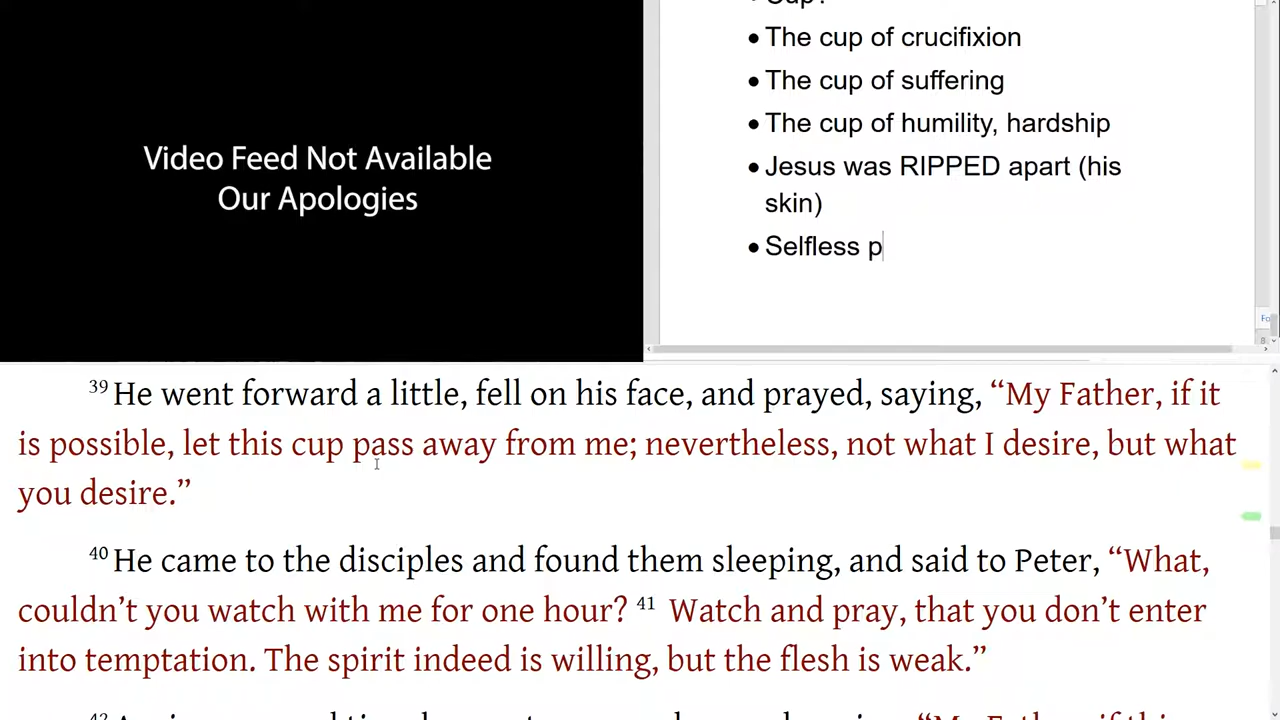 Video Feed Not Available
Our Apologies
Cup?
• The cup of crucifixion
• The cup of suffering
• The cup of humility, hardship
• Jesus was RIPPED apart (his
skin)
• Selfless p
39 He went forward a little, fell on his face, and prayed, saying, “My Father, if it
is possible, let this cup pass away from me; nevertheless, not what I desire, but what
you desire.”
40 He came to the disciples and found them sleeping, and said to Peter, “What,
couldn’t you watch with me for one hour? 41 Watch and pray, that you don’t enter
into temptation. The spirit indeed is willing, but the flesh is weak.”